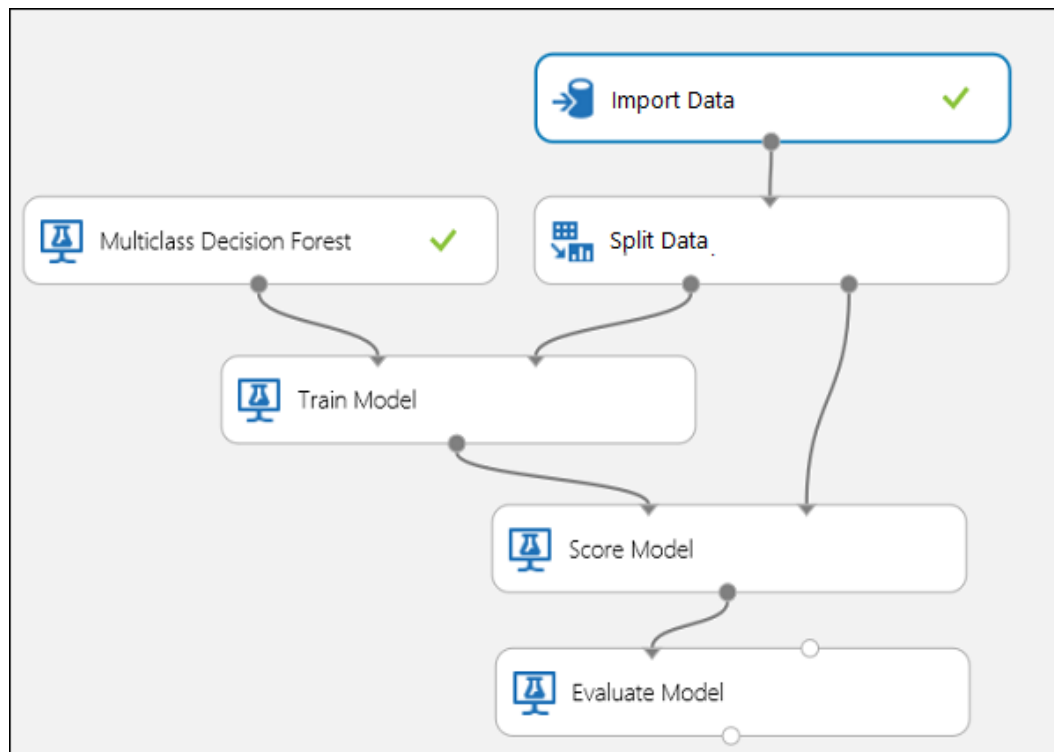 Import Data
Multiclass Decision Forest
Split Data.
Train Model
Score Model
Evaluate Model